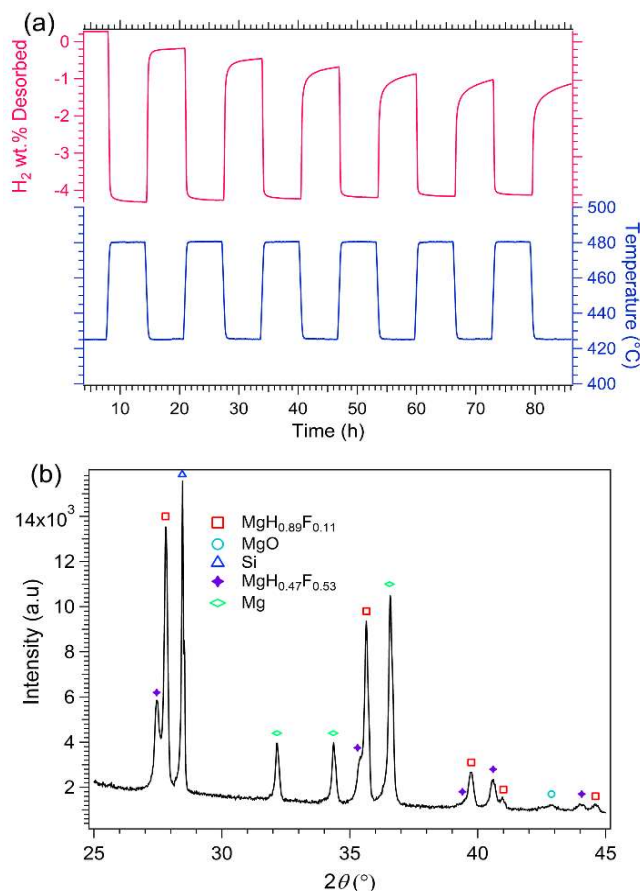 (a)
H₂ wt.% Desorbed
0
-1
-2
-3
-4
500
480
460
440
420
400
Temperature (°C)
10 20 30 40 50 60 70 80
Time (h)
(b)
Intensity (a.u)
14x10³
12
10
8
6
4
2
MgH₀.₈₉F₀.₁₁
MgO
Si
MgH₀.₄₇F₀.₅₃
Mg
25 30 35 40 45
2θ (°)